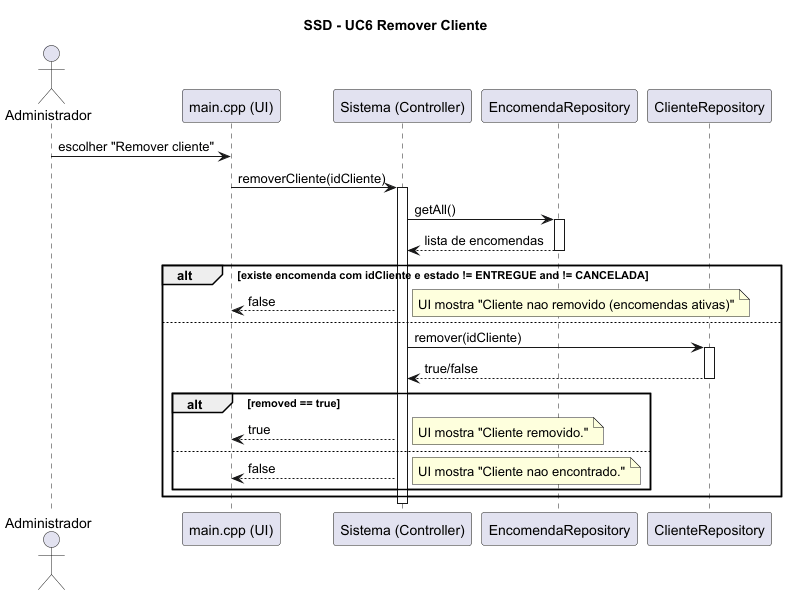 SSD - UC6 Remover Cliente
Administrador
main.cpp (UI)
Sistema (Controller)
EncomendaRepository
ClienteRepository
escolher "Remover cliente"
removerCliente(idCliente)
getAll()
lista de encomendas
alt
[existe encomenda com idCliente e estado != ENTREGUE and != CANCELADA]
false
UI mostra "Cliente nao removido (encomendas ativas)"
remover(idCliente)
true/false
alt
[removed == true]
true
UI mostra "Cliente removido."
false
UI mostra "Cliente nao encontrado."
Administrador
main.cpp (UI)
Sistema (Controller)
EncomendaRepository
ClienteRepository